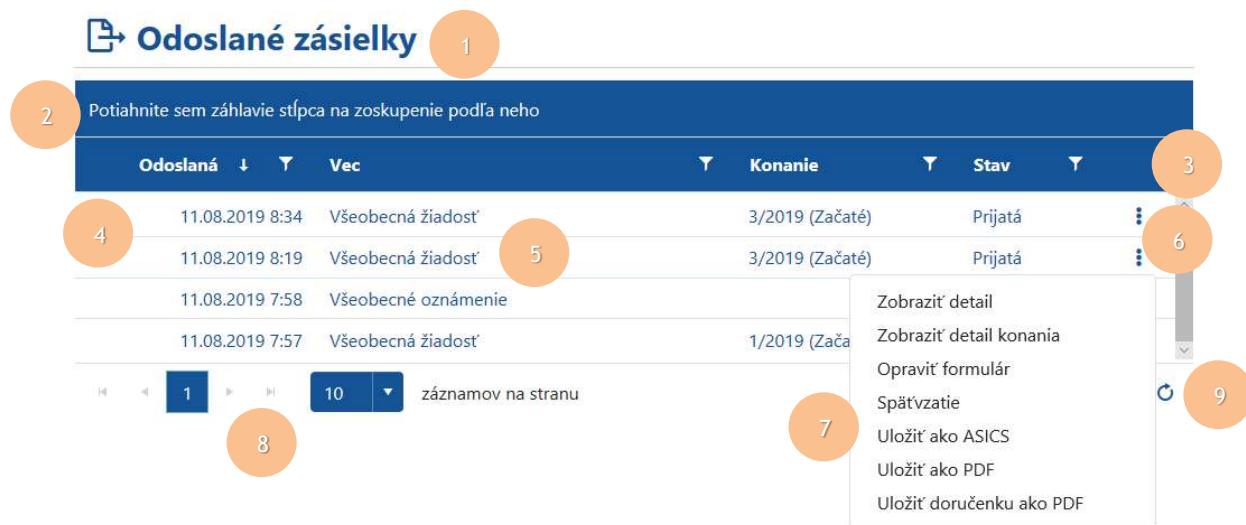 Odoslané zásielky
1
2
Potiahnite sem záhlavie stĺpca na zoskupenie podľa neho
Odoslaná Vec Konanie Stav
3
4
11.08.2019 8:34 Všeobecná žiadosť 3/2019 (Začaté) Prijatá
11.08.2019 8:19 Všeobecná žiadosť 3/2019 (Začaté) Prijatá
5
6
11.08.2019 7:58 Všeobecné oznámenie
11.08.2019 7:57 Všeobecná žiadosť 1/2019 (Zača
Zobraziť detail
Zobraziť detail konania
Opraviť formulár
Späťvzatie
Uložiť ako ASICS
Uložiť ako PDF
Uložiť doručenku ako PDF
7
1 10 záznamov na stranu
8
9